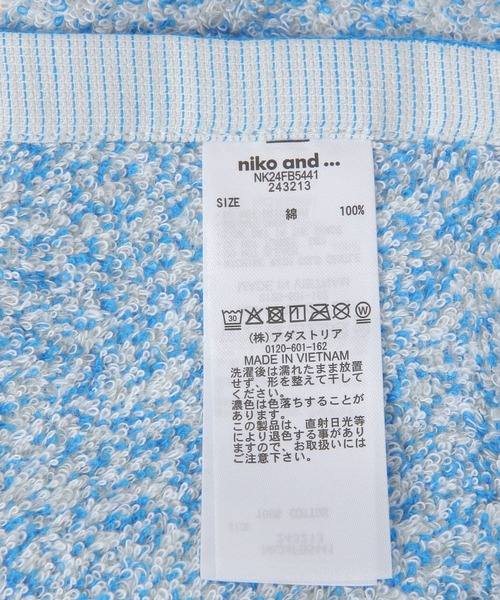 niko and ...
NK24FB5441
243213
SIZE
綿 100%
30
(株)アダストリア
0120-601-162
MADE IN VIETNAM
洗濯後は濡れたまま放置
せず、形を整えて干して
ください。
濃色は色落ちすることが
あります。
この製品は、直射日光等
により退色する事があり
ますので、お取扱いには
ご注意下さい。